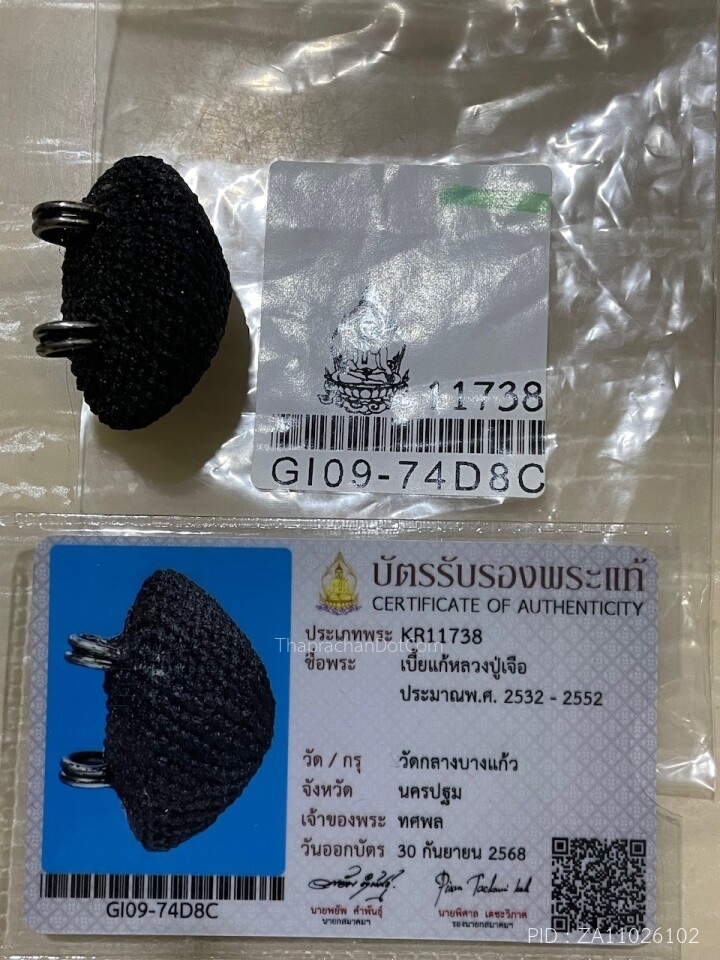 11738
GI09-74D8C
บัตรรับรองพระแท้
CERTIFICATE OF AUTHENTICITY
ประเภทพระ KR11738
ThaprachanDotCom
ชื่อพระ เบี้ยแก้หลวงปู่เจือ
ประมาณพ.ศ. 2532 - 2552
วัด / กรุ วัดกลางบางแก้ว
จังหวัด นครปฐม
เจ้าของพระ ทศพล
วันออกบัตร 30 กันยายน 2568
GI09-74D8C
นายพยัพ คำพันธุ์
นายกสมาคมฯ
นายพิศาล เตชะวิภาค
รองนายกสมาคมฯ
PID : ZA11026102